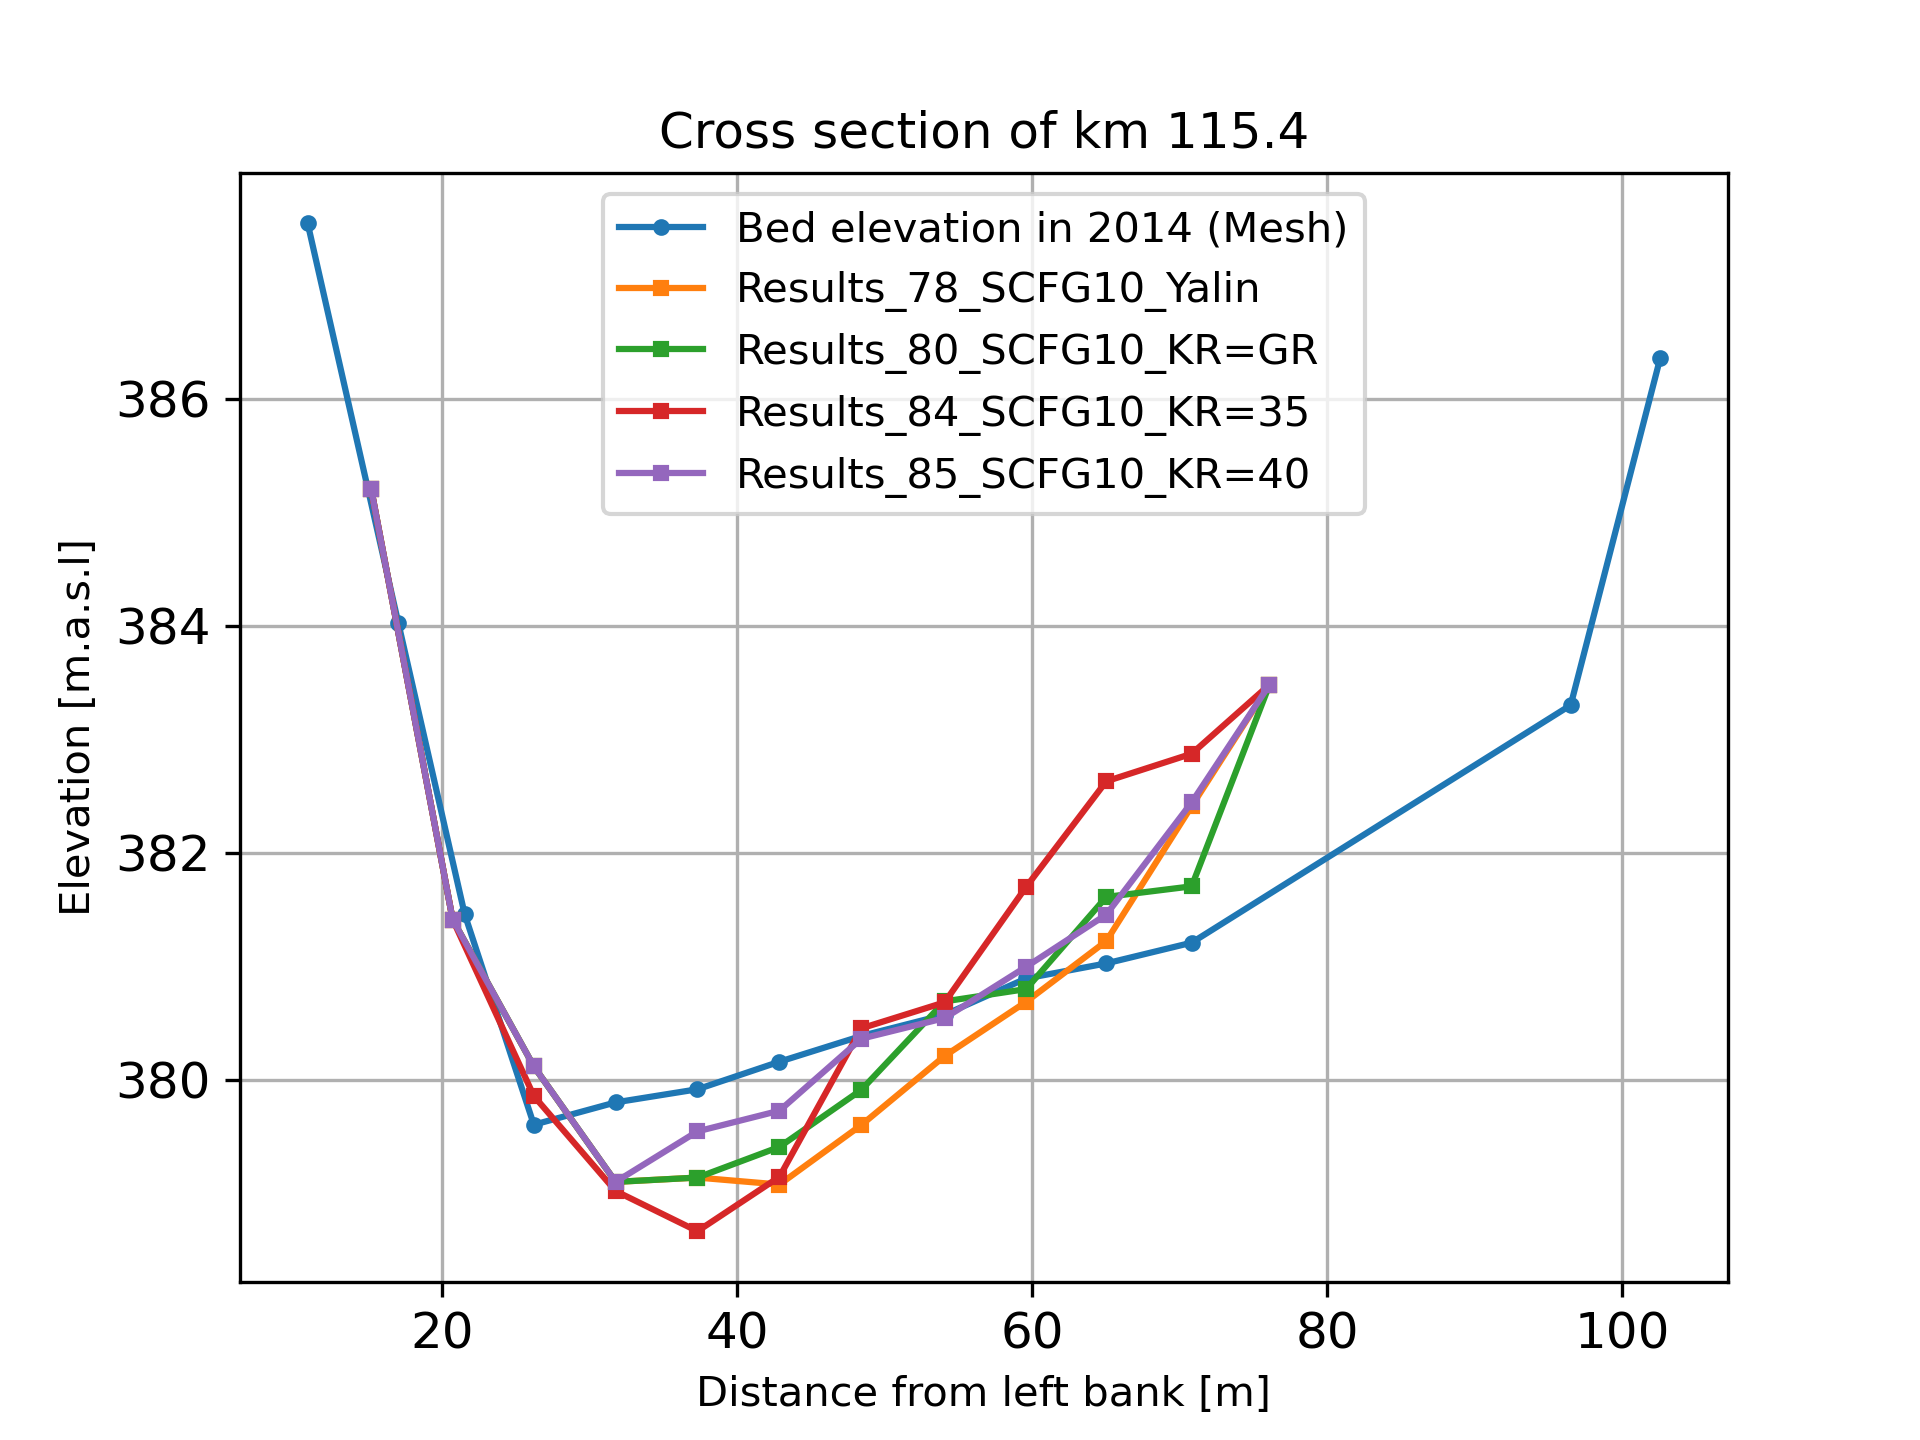 Cross section of km 115.4
Bed elevation in 2014 (Mesh)
Results_78_SCFG10_Yalin
Results_80_SCFG10_KR=GR
Results_84_SCFG10_KR=35
Results_85_SCFG10_KR=40
386
384
382
380
Elevation [m.a.s.l]
20 40 60 80 100
Distance from left bank [m]